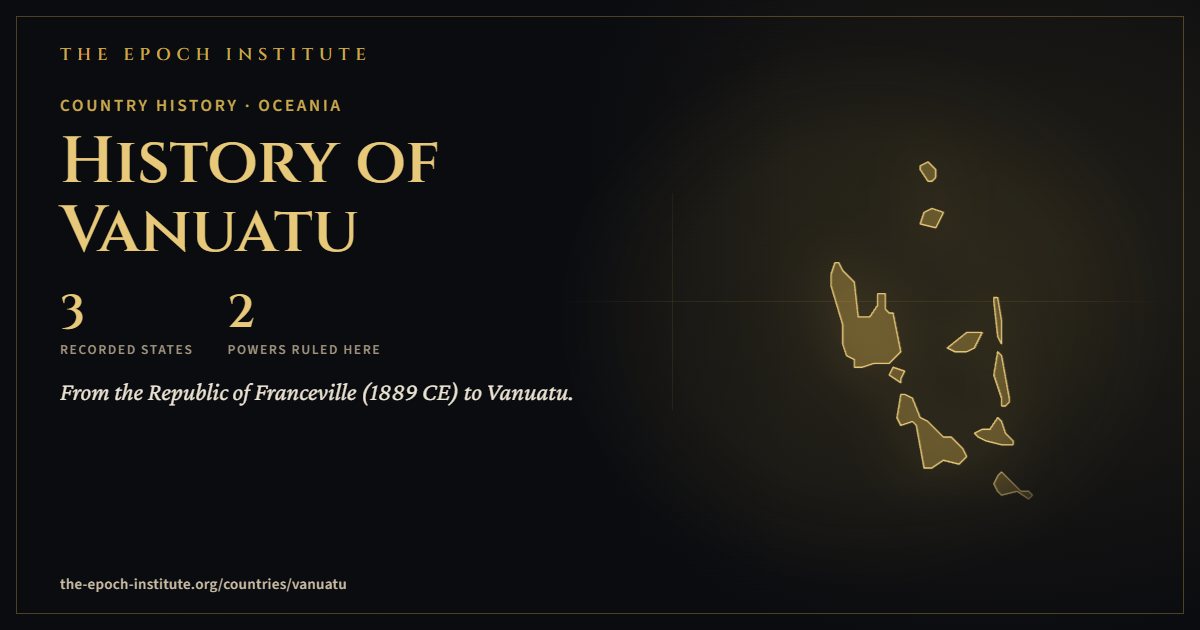 THE EPOCH INSTITUTE
COUNTRY HISTORY · OCEANIA
HISTORY OF
VANUATU
3 2
RECORDED STATES POWERS RULED HERE
From the Republic of Franceville (1889 CE) to Vanuatu.
the-epoch-institute.org/countries/vanuatu